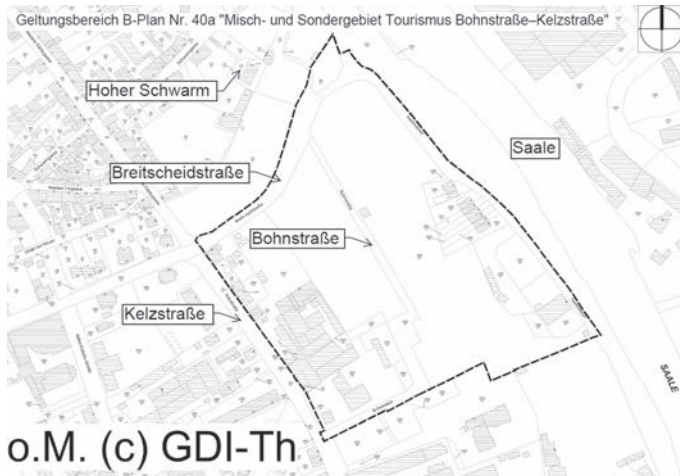 Geltungsbereich B-Plan Nr. 40a "Misch- und Sondergebiet Tourismus Bohnstraße–Kelzstraße"
Hoher Schwarm
Saale
Breitscheidstraße
Bohnstraße
Kelzstraße
SAALE
o.M. (c) GDI-Th